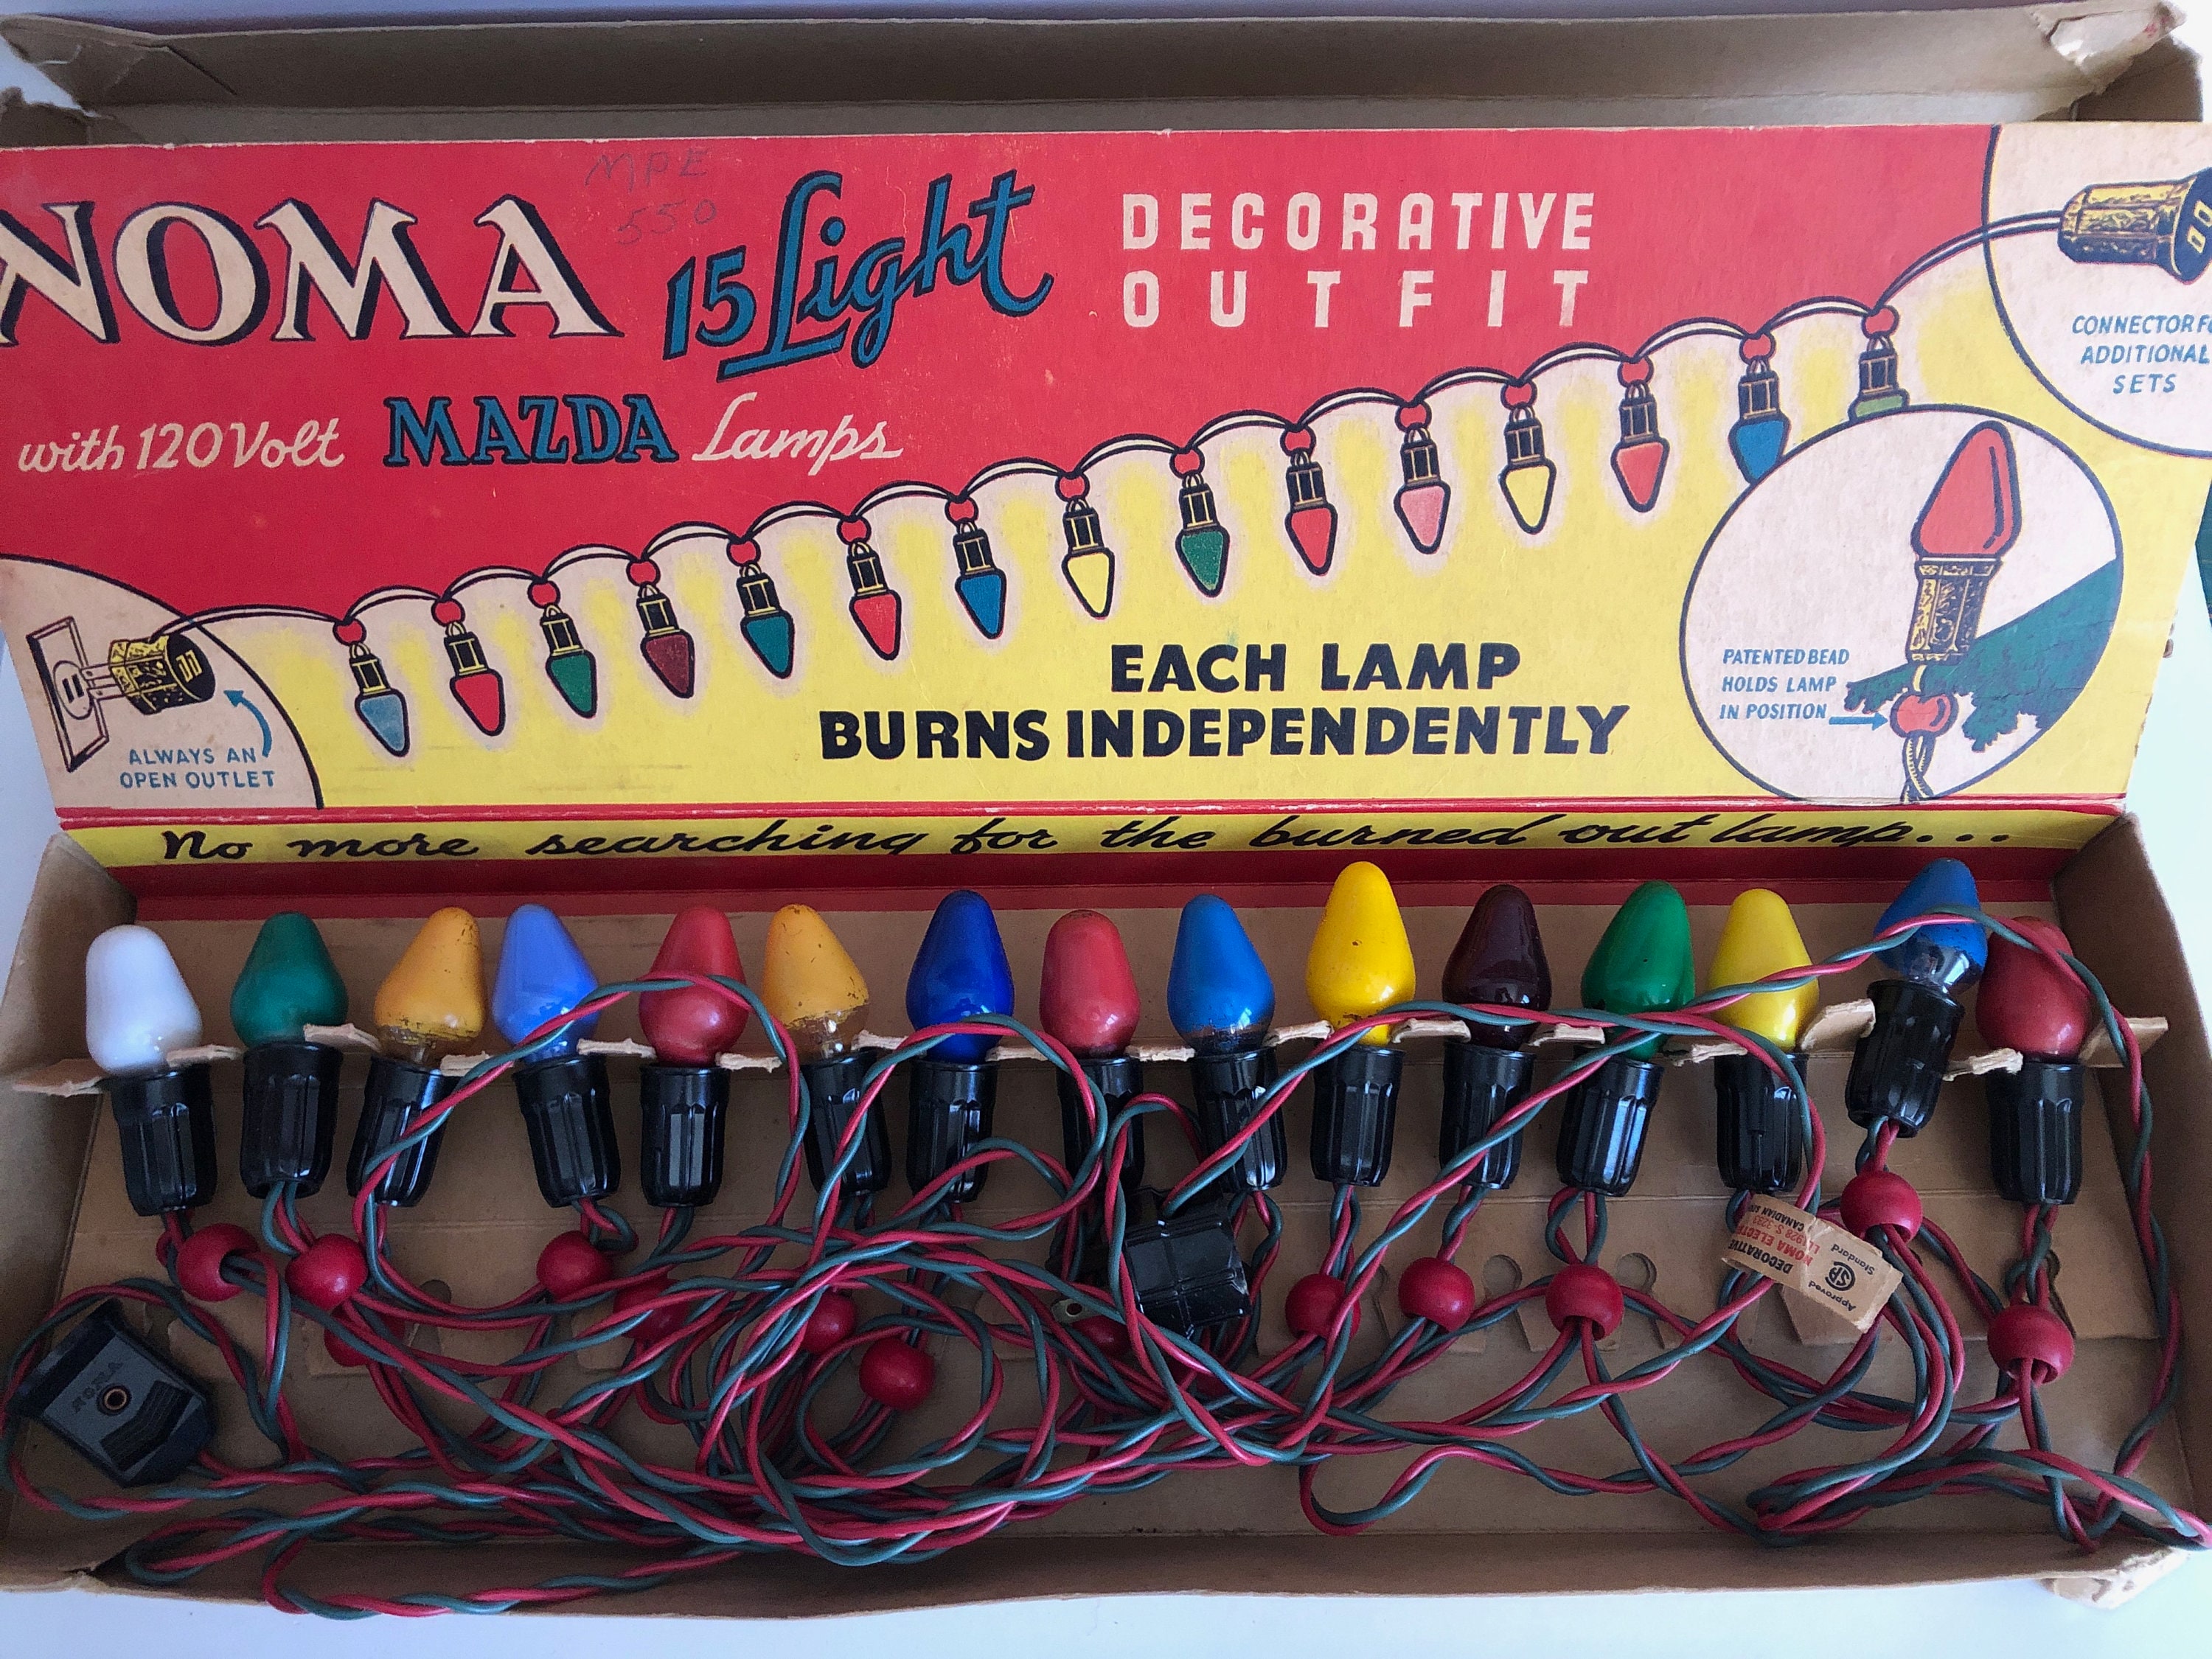 MPE
550
NOMA 15 Light DECORATIVE
OUTFIT
with 120 Volt MAZDA Lamps
CONNECTOR
ADDITIONAL
SETS
EACH LAMP
BURNS INDEPENDENTLY
PATENTED BEAD
HOLDS LAMP
IN POSITION
ALWAYS AN
OPEN OUTLET
No more searching for the burned out lamp...
NOMA
Approved
Standard
DECORATIVE
NOMA
CANADIAN